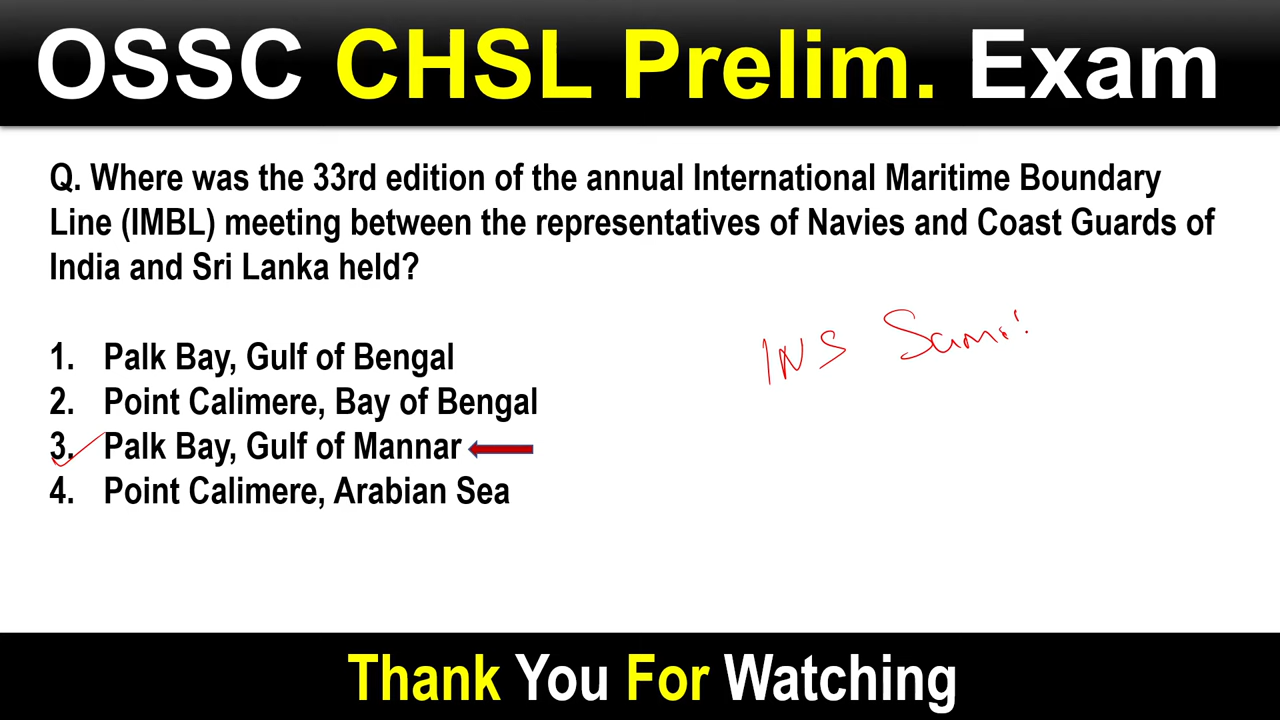 OSSC CHSL Prelim. Exam
Q. Where was the 33rd edition of the annual International Maritime Boundary
Line (IMBL) meeting between the representatives of Navies and Coast Guards of
India and Sri Lanka held?
INS
1. Palk Bay, Gulf of Bengal
2. Point Calimere, Bay of Bengal
3. Palk Bay, Gulf of Mannar
4. Point Calimere, Arabian Sea
Thank You For Watching